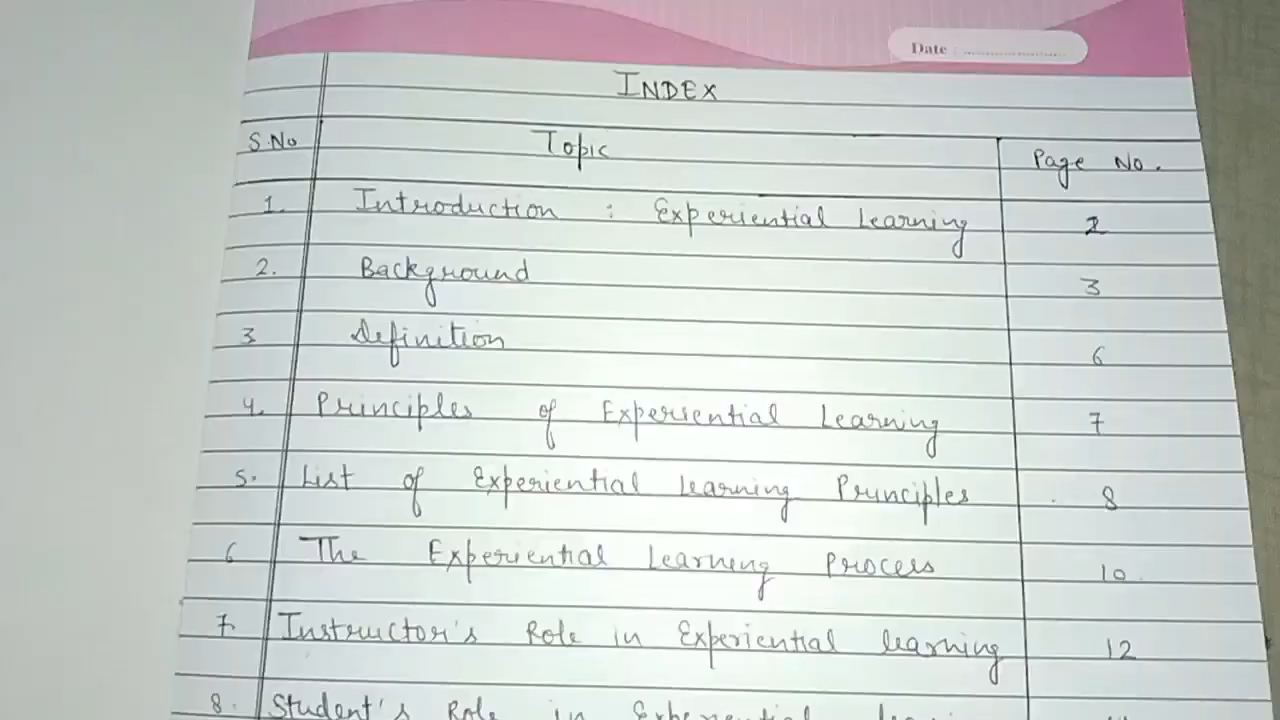 Date
INDEX
S.No Topic Page No.
1. Introduction : Experiential Learning 2
2. Background 3
3 Definition 6
4. Principles of Experiential Learning 7
5. List of Experiential Learning Principles 8
6 The Experiential Learning Process 10
7. Instructor's Role in Experiential learning 12
8. Student's Role in Experiential